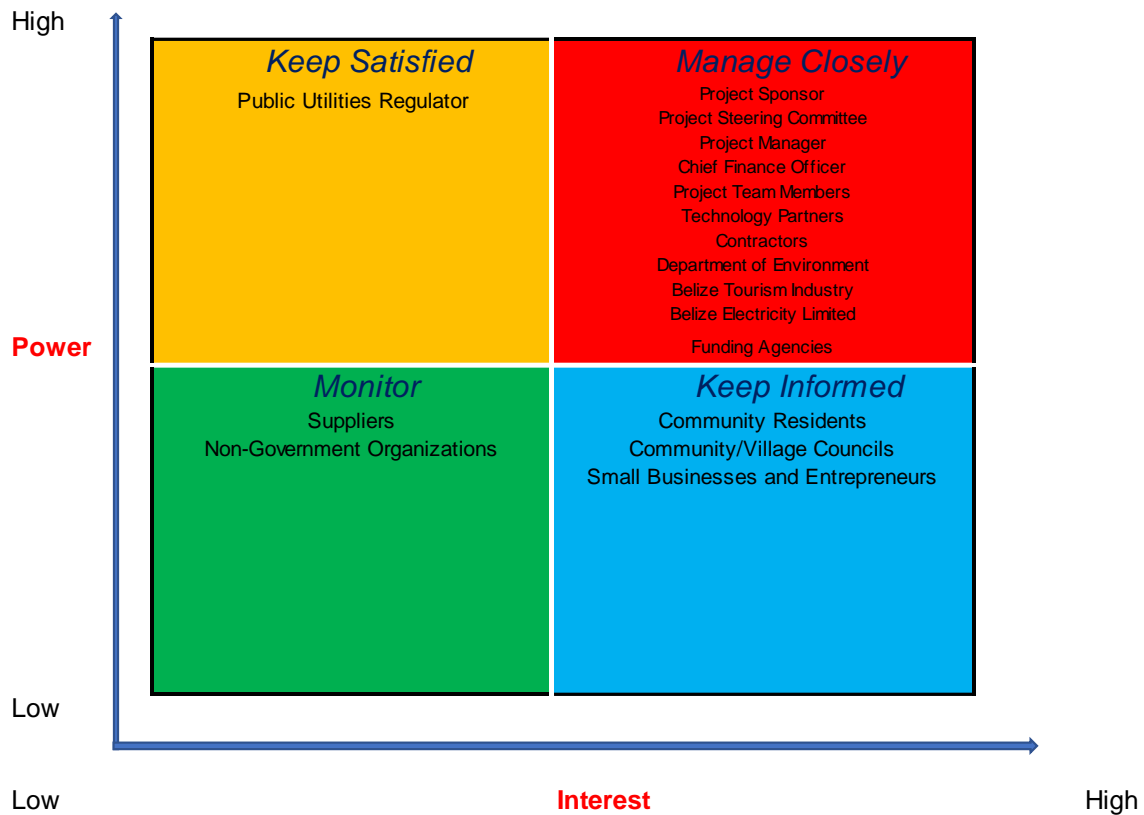 High
Keep Satisfied
Public Utilities Regulator
Manage Closely
Project Sponsor
Project Steering Committee
Project Manager
Chief Finance Officer
Project Team Members
Technology Partners
Contractors
Department of Environment
Belize Tourism Industry
Belize Electricity Limited
Funding Agencies
Power
Monitor
Suppliers
Non-Government Organizations
Keep Informed
Community Residents
Community/Village Councils
Small Businesses and Entrepreneurs
Low
Low
Interest
High